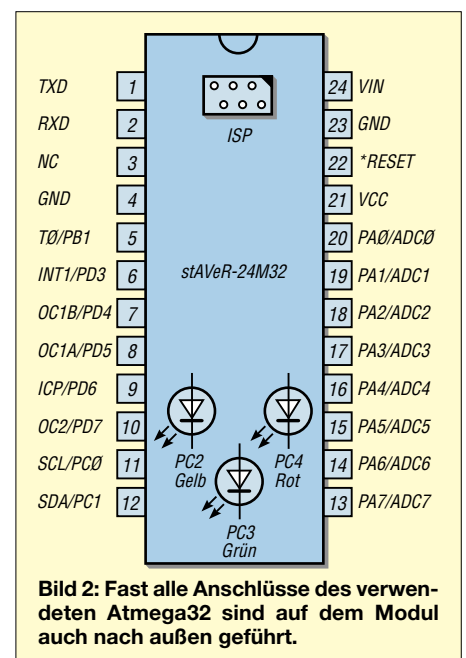 TXD 1 24 VIN
RXD 2 ISP 23 GND
NC 3 22 *RESET
GND 4 21 VCC
TØ/PB1 5 20 PAØ/ADCØ
INT1/PD3 6 stAVeR-24M32 19 PA1/ADC1
OC1B/PD4 7 18 PA2/ADC2
OC1A/PD5 8 17 PA3/ADC3
ICP/PD6 9 16 PA4/ADC4
OC2/PD7 10 15 PA5/ADC5
SCL/PCØ 11 PC2 PC4 14 PA6/ADC6
Gelb Rot
SDA/PC1 12 13 PA7/ADC7
PC3
Grün
Bild 2: Fast alle Anschlüsse des verwen-
deten Atmega32 sind auf dem Modul
auch nach außen geführt.